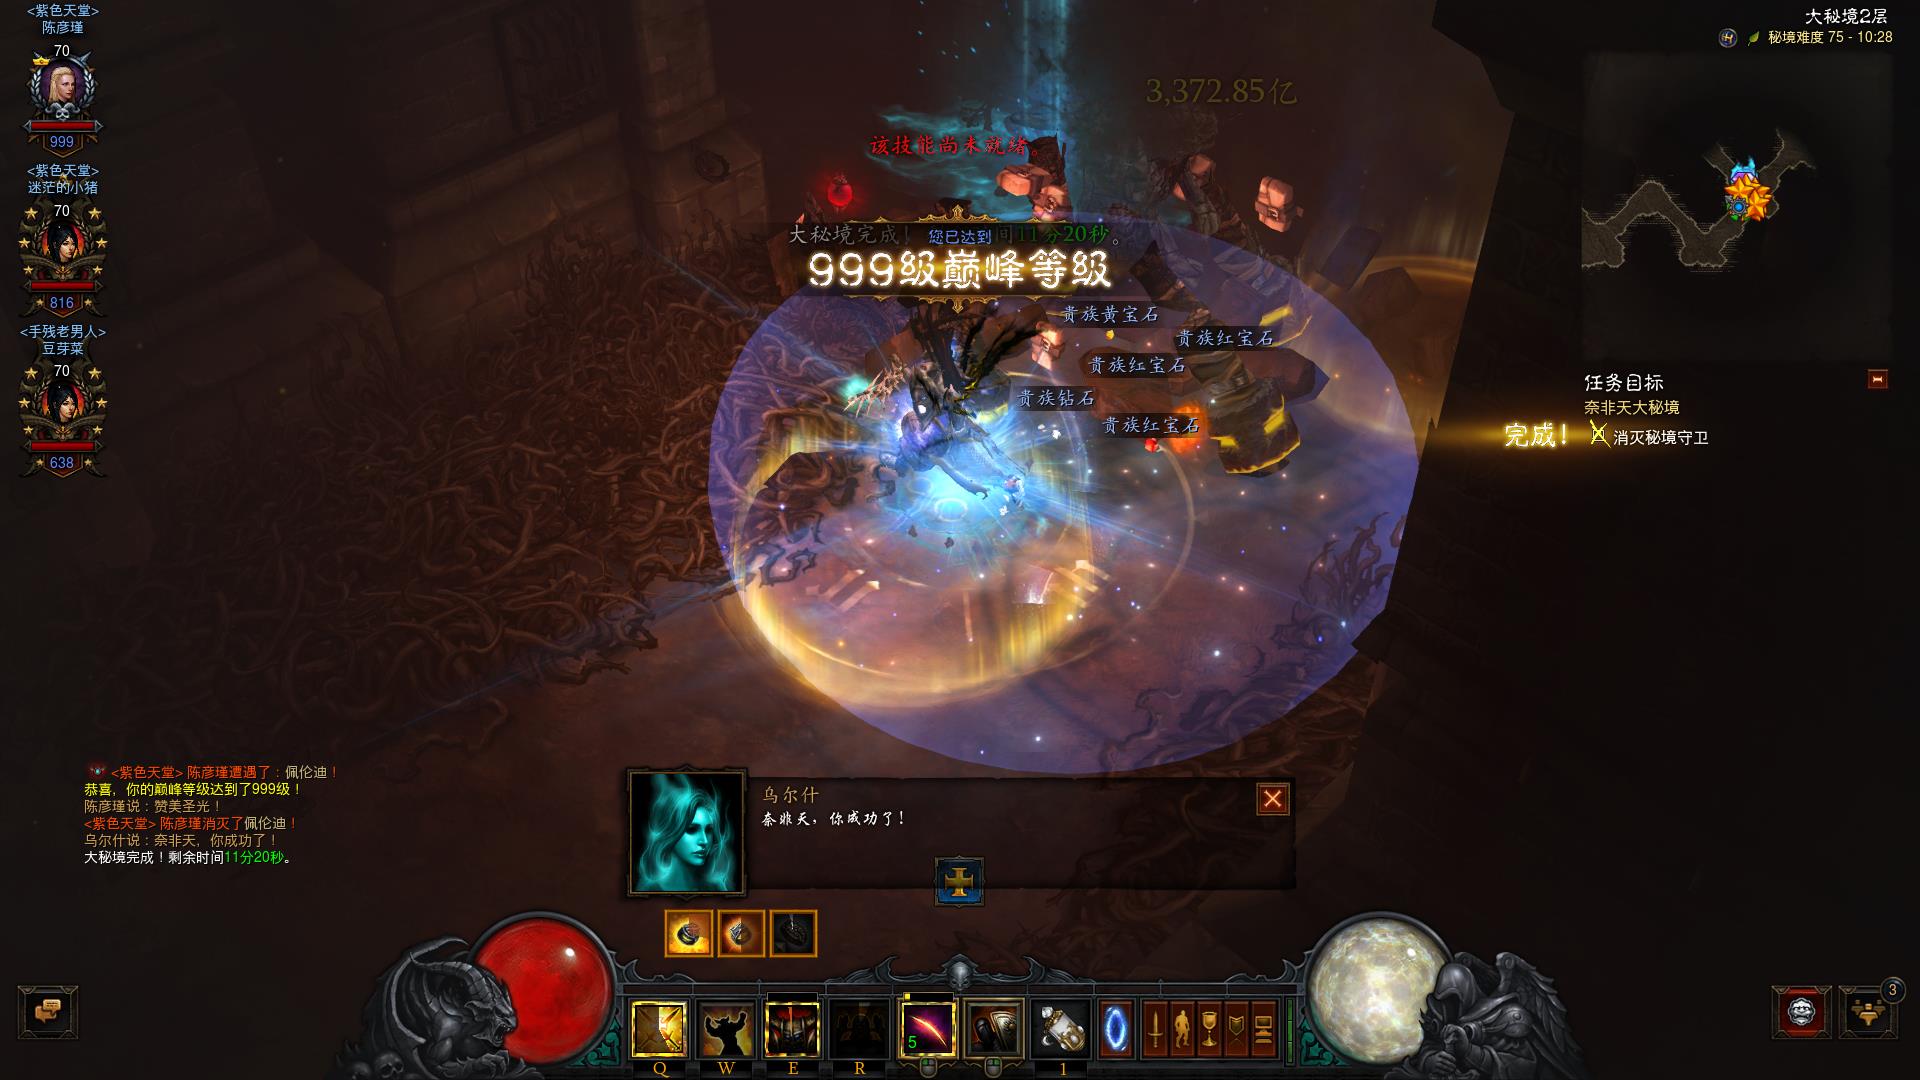 <紫色天堂>
陈彦瑾
70
999
<紫色天堂>
迷茫的小猪
70
816
<手残老男人>
豆芽菜
70
638
大秘境2层
秘境难度 75 - 10:28
3,372.85亿
该技能尚未就绪。
大秘境完成！
间11分20秒。
您已达到
999级巅峰等级
贵族黄宝石
贵族红宝石
贵族红宝石
贵族钻石
贵族红宝石
任务目标
奈非天大秘境
完成！
消灭秘境守卫
<紫色天堂> 陈彦瑾遭遇了：佩伦迪！
恭喜，你的巅峰等级达到了999级！
陈彦瑾说：赞美圣光！
<紫色天堂> 陈彦瑾消灭了佩伦迪！
乌尔什说：奈非天，你成功了！
大秘境完成！剩余时间11分20秒。
乌尔什
奈非天，你成功了！
5
Q
W
E
R
1
3